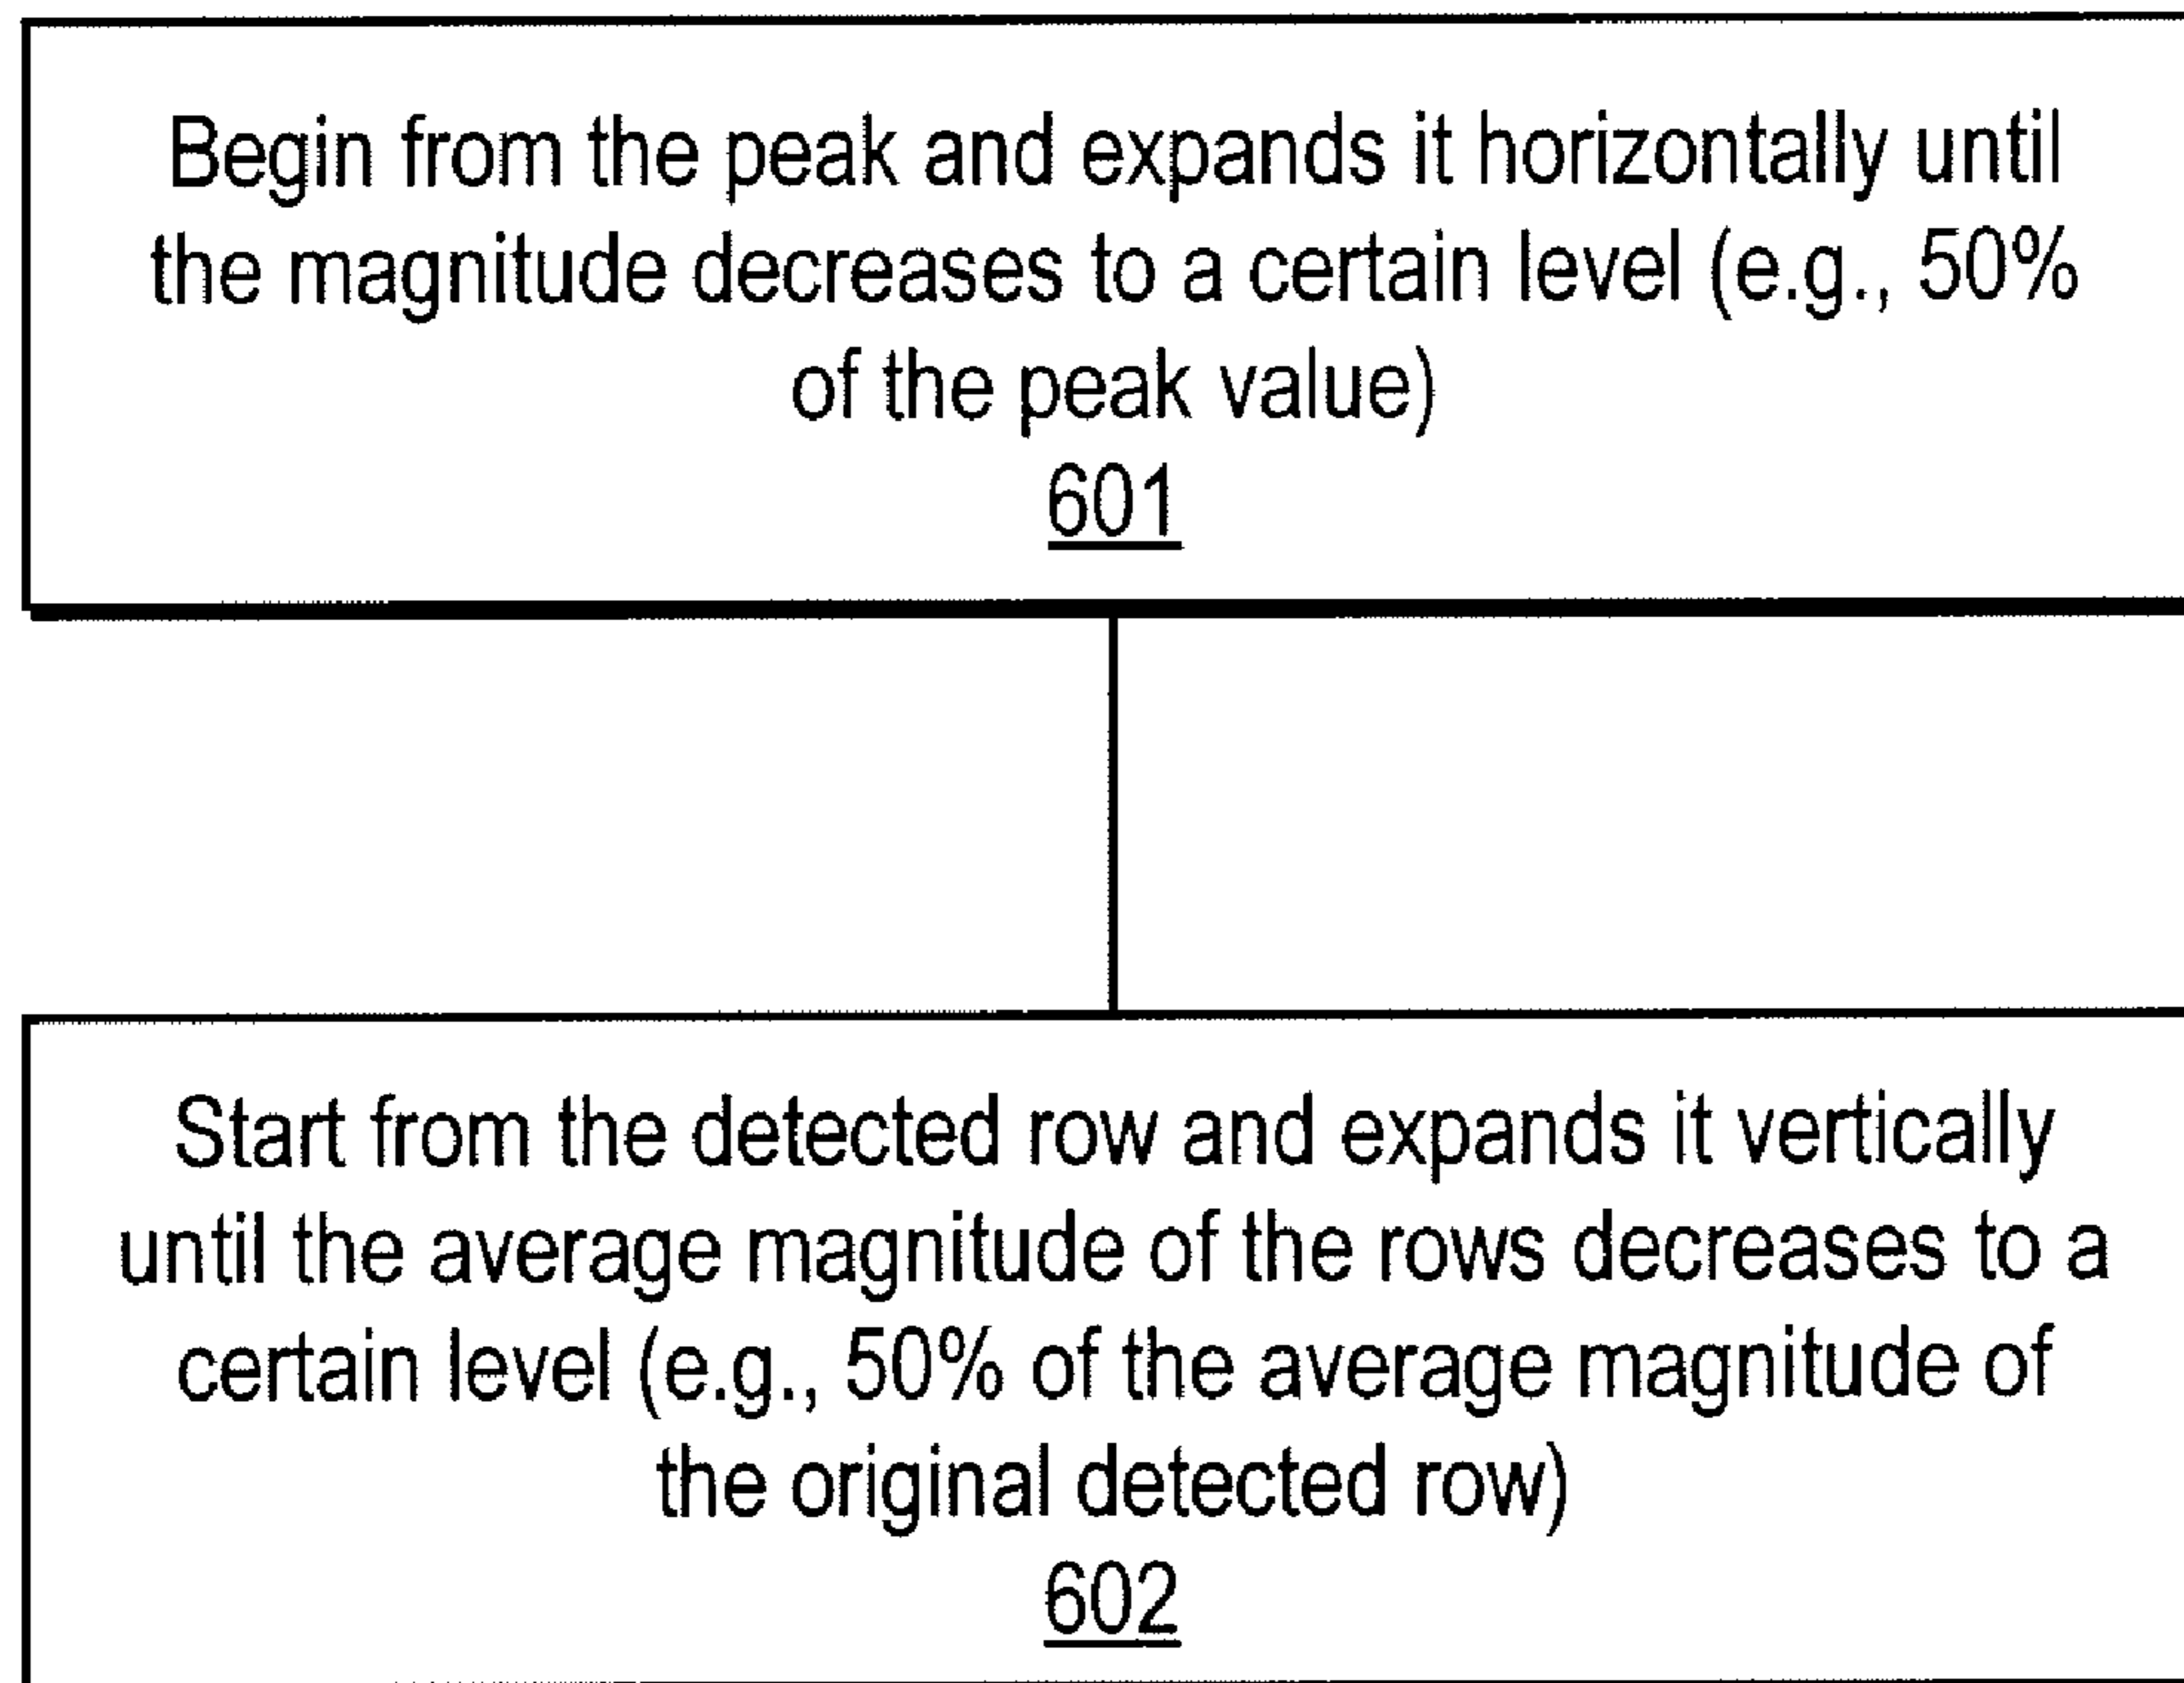 Begin from the peak and expands it horizontally until
the magnitude decreases to a certain level (e.g., 50%
of the peak value)
601
Start from the detected row and expands it vertically
until the average magnitude of the rows decreases to a
certain level (e.g., 50% of the average magnitude of
the original detected row)
602